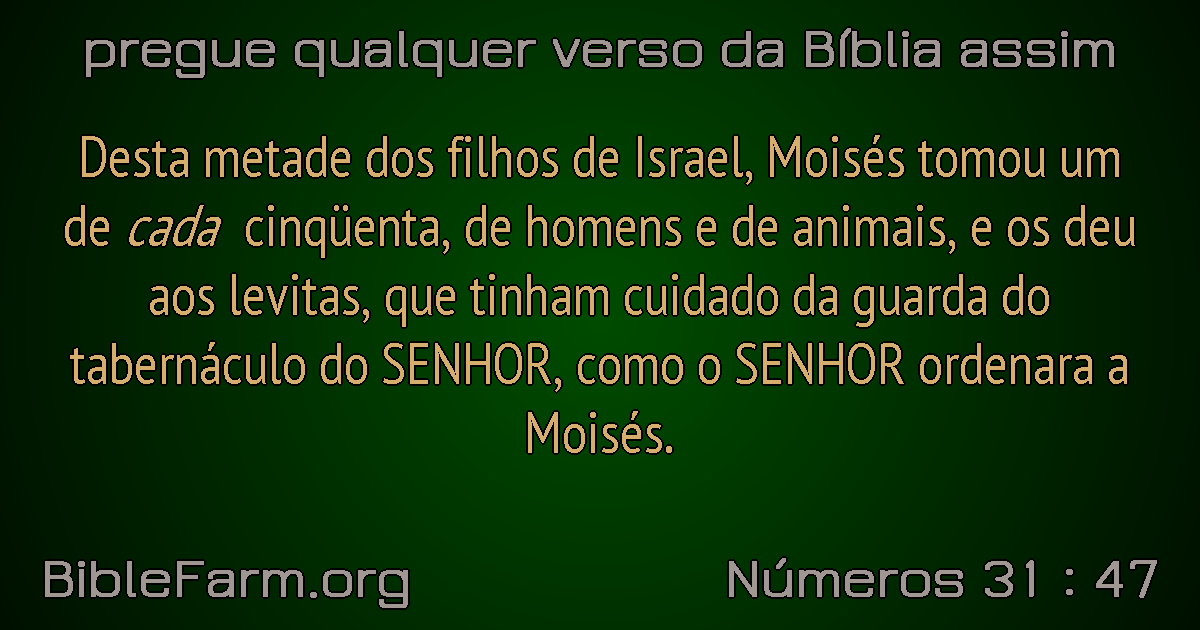 pregue qualquer verso da Bíblia assim
Desta metade dos filhos de Israel, Moisés tomou um
de cada cinqüenta, de homens e de animais, e os deu
aos levitas, que tinham cuidado da guarda do
tabernáculo do SENHOR, como o SENHOR ordenara a
Moisés.
BibleFarm.org
Números 31 : 47